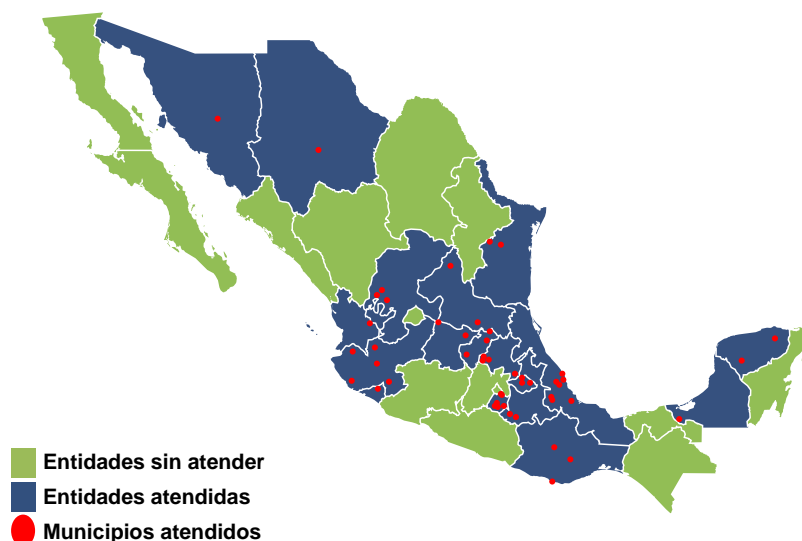 Entidades sin atender
Entidades atendidas
Municipios atendidos